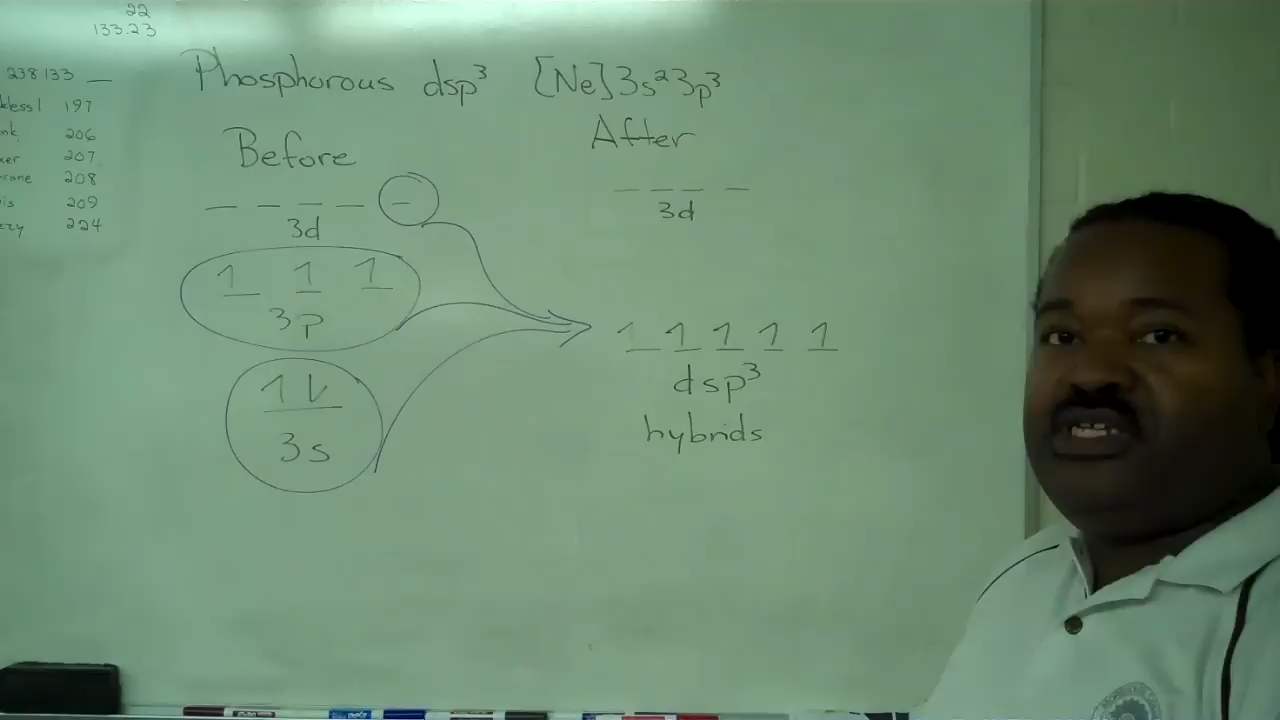 22
133.23
238 133 __
197
206
207
208
209
224
Phosphorous dsp³ [Ne]3s²3p³
Before
After
_ _ _ _ _
3d
_ _ _ _
3d
1 1 1
3p
1 1 1 1 1
dsp³
hybrids
1 l
3s